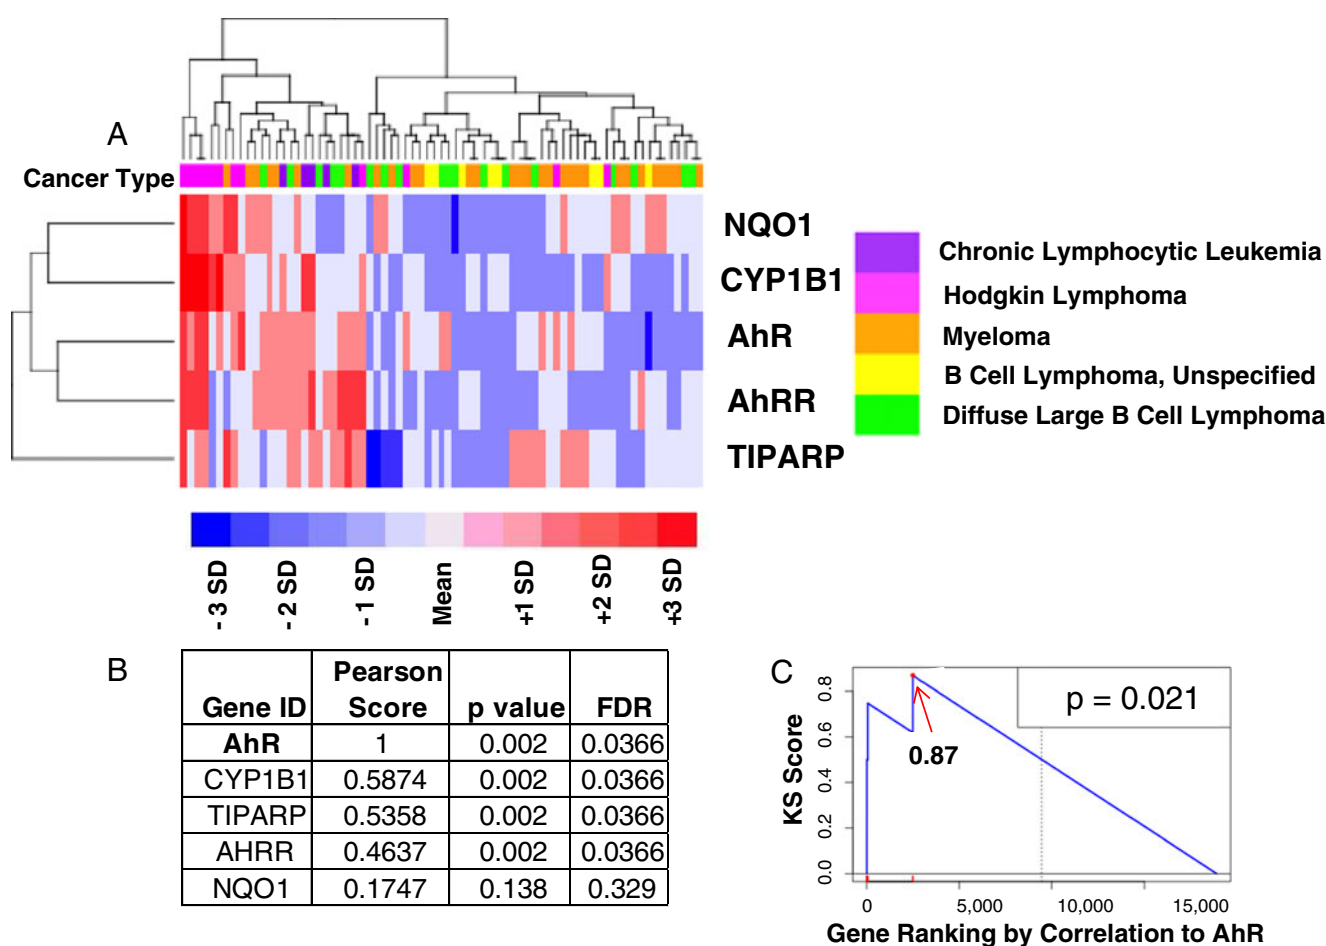 A
Cancer Type
NQO1
CYP1B1
AhR
AhRR
TIPARP
Chronic Lymphocytic Leukemia
Hodgkin Lymphoma
Myeloma
B Cell Lymphoma, Unspecified
Diffuse Large B Cell Lymphoma
- 3 SD
- 2 SD
- 1 SD
Mean
+1 SD
+2 SD
+3 SD
B
Gene ID Pearson Score p value FDR
AhR 1 0.002 0.0366
CYP1B1 0.5874 0.002 0.0366
TIPARP 0.5358 0.002 0.0366
AHRR 0.4637 0.002 0.0366
NQO1 0.1747 0.138 0.329
C
p = 0.021
0.87
KS Score
0.8
0.6
0.4
0.2
0.0
0 5,000 10,000 15,000
Gene Ranking by Correlation to AhR